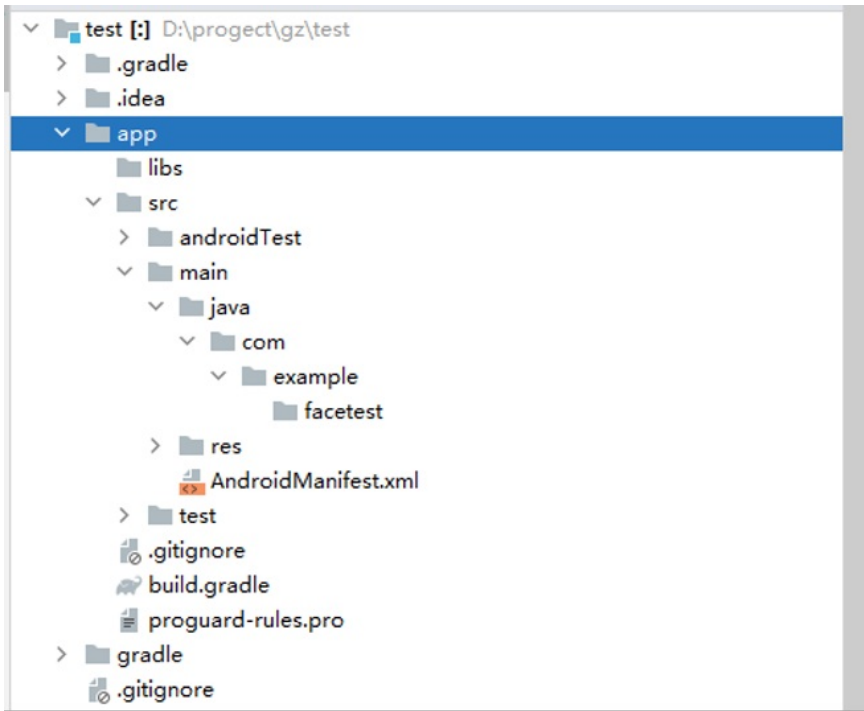 test [:] D:\progect\gz\test
.gradle
.idea
app
libs
src
androidTest
main
java
com
example
facetest
res
AndroidManifest.xml
test
.gitignore
build.gradle
proguard-rules.pro
gradle
.gitignore